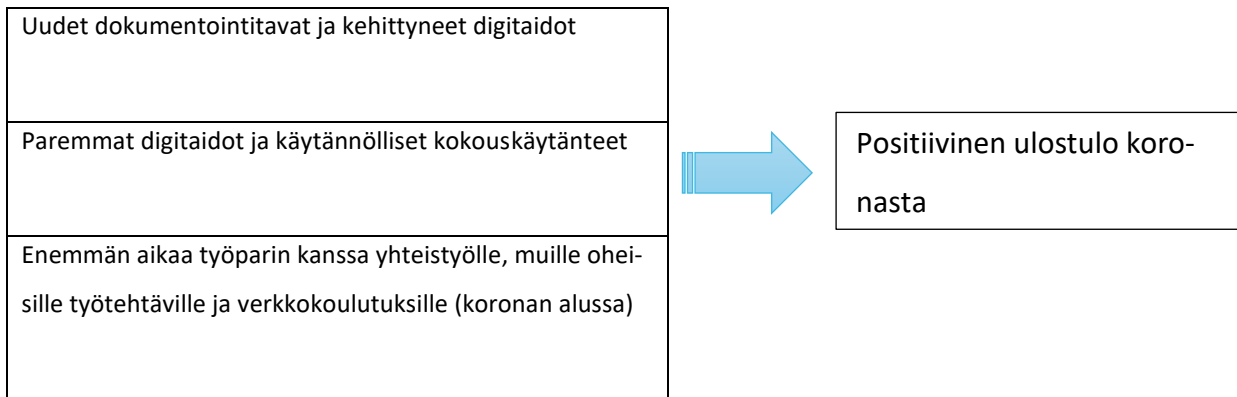 Uudet dokumentointitavat ja kehittyneet digitaidot
Paremmat digitaidot ja käytännölliset kokouskäytänteet
Enemmän aikaa työparin kanssa yhteistyölle, muille ohei-
sille työtehtäville ja verkkokoulutuksille (koronan alussa)
Positiivinen ulostulo koro-
nasta